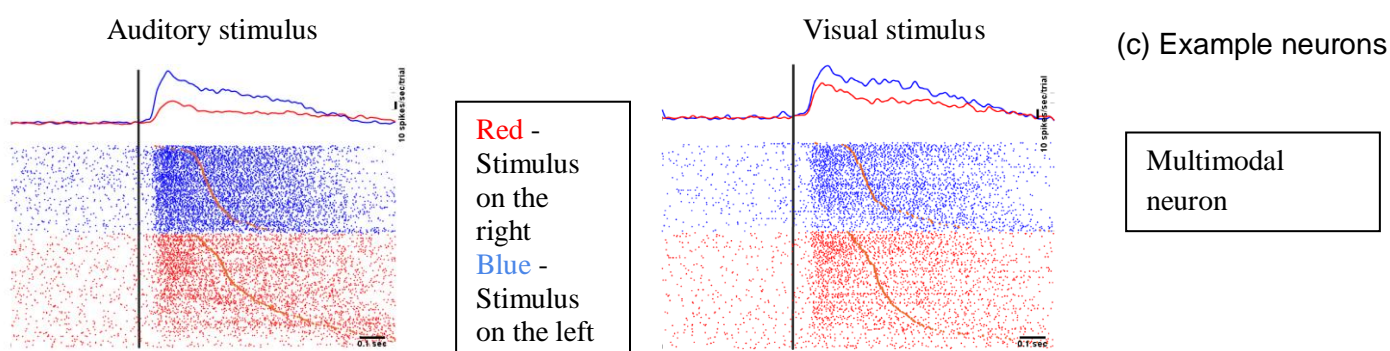 Auditory stimulus
Visual stimulus
(c) Example neurons
10 spikes/sec/trial
Red -
Stimulus
on the
right
Blue -
Stimulus
on the left
10 spikes/sec/trial
Multimodal
neuron
0.1 sec
0.1 sec